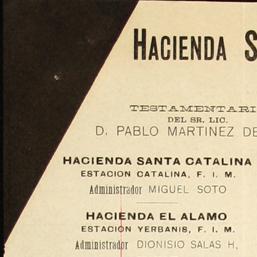 HACIENDA S
TESTAMENTARI
DEL SR. LIC.
D. PABLO MARTINEZ DE
HACIENDA SANTA CATALINA
ESTACION CATALINA, F. I. M.
Administrador MIGUEL SOTO
HACIENDA EL ALAMO
ESTACION YERBANIS, F. I. M.
Administrador DIONISIO SALAS H,